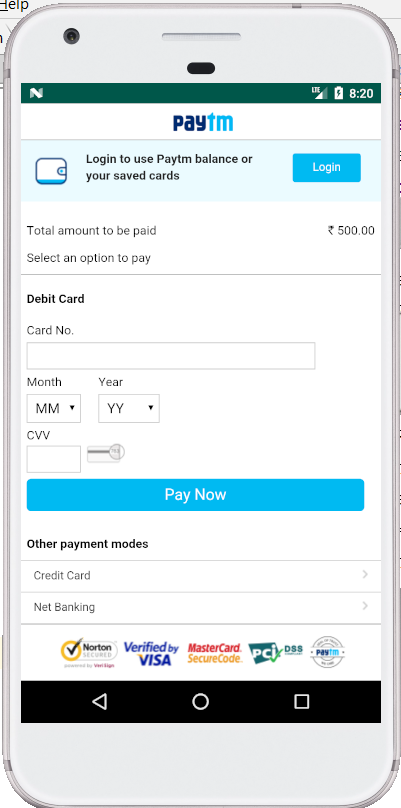 Help
LTE 8:20
paytm
Login to use Paytm balance or
your saved cards
Login
Total amount to be paid ₹ 500.00
Select an option to pay
Debit Card
Card No.
Month Year
MM YY
CVV
Pay Now
Other payment modes
Credit Card
Net Banking
Norton
SECURED
powered by VeriSign
Verified by
VISA
MasterCard.
SecureCode.
PCI DSS
COMPLIANT
paytm